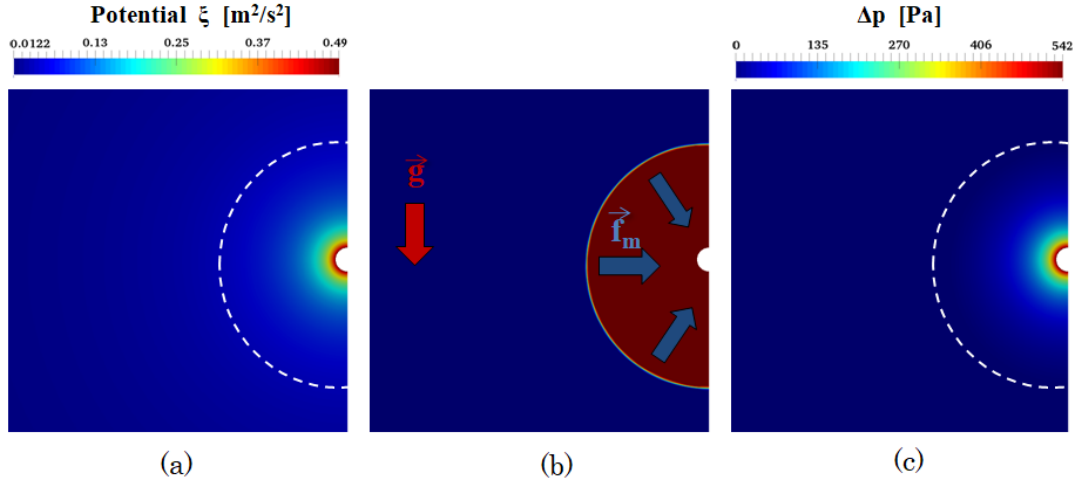 Potential ξ [m²/s²]
0.0122 0.13 0.25 0.37 0.49
Δp [Pa]
0 135 270 406 542
g⃗
f⃗ₘ
(a)
(b)
(c)